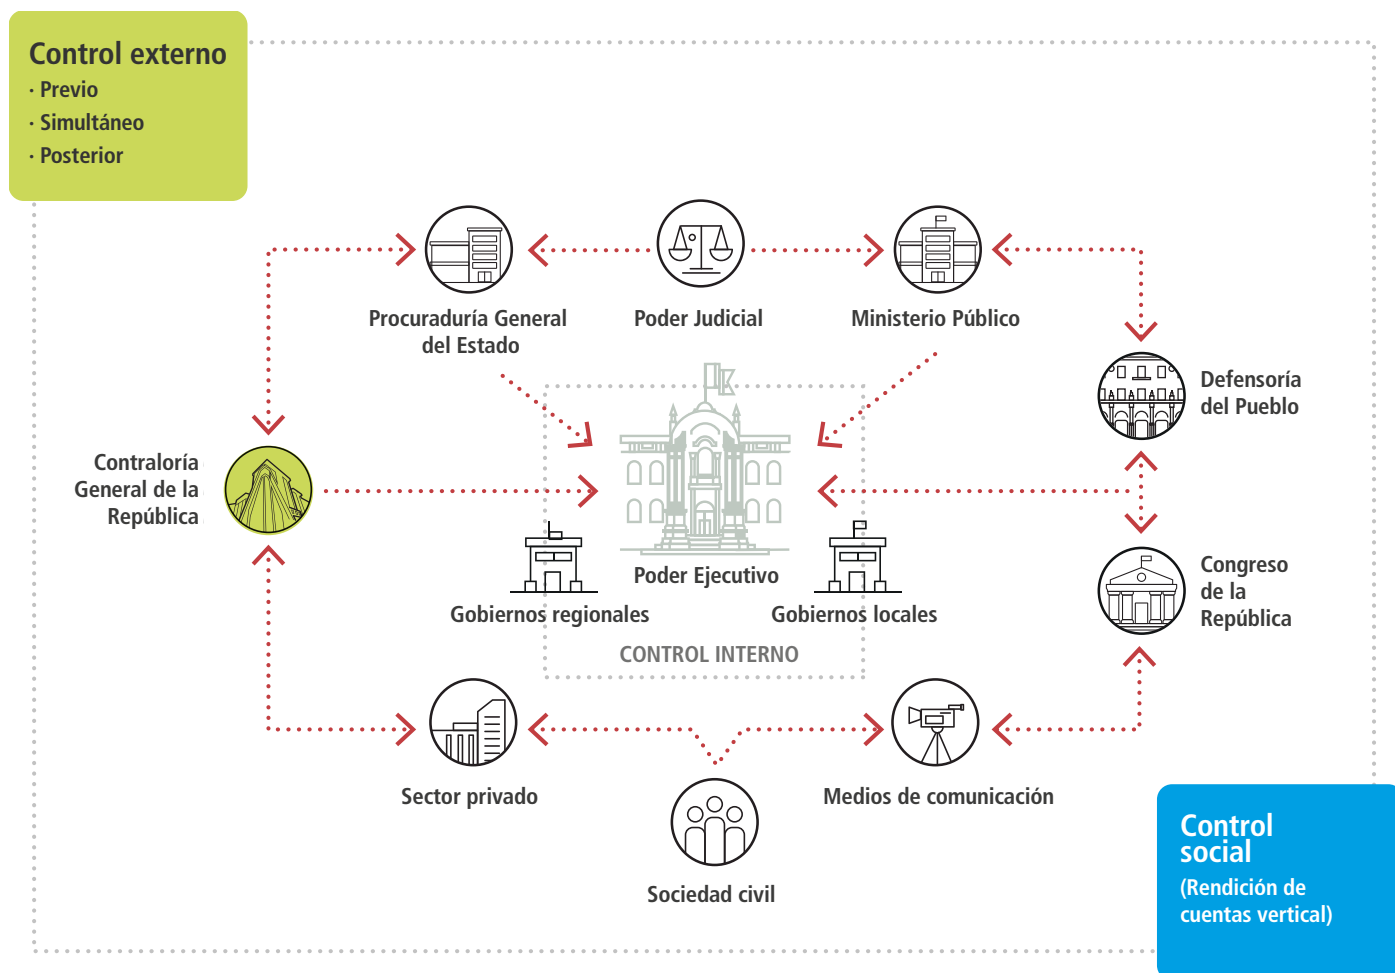 Control externo
· Previo
· Simultáneo
· Posterior
Procuraduría General
del Estado
Poder Judicial
Ministerio Público
Defensoría
del Pueblo
Contraloría
General de la
República
Poder Ejecutivo
Gobiernos regionales
Gobiernos locales
CONTROL INTERNO
Congreso
de la
República
Sector privado
Medios de comunicación
Sociedad civil
Control
social
(Rendición de
cuentas vertical)